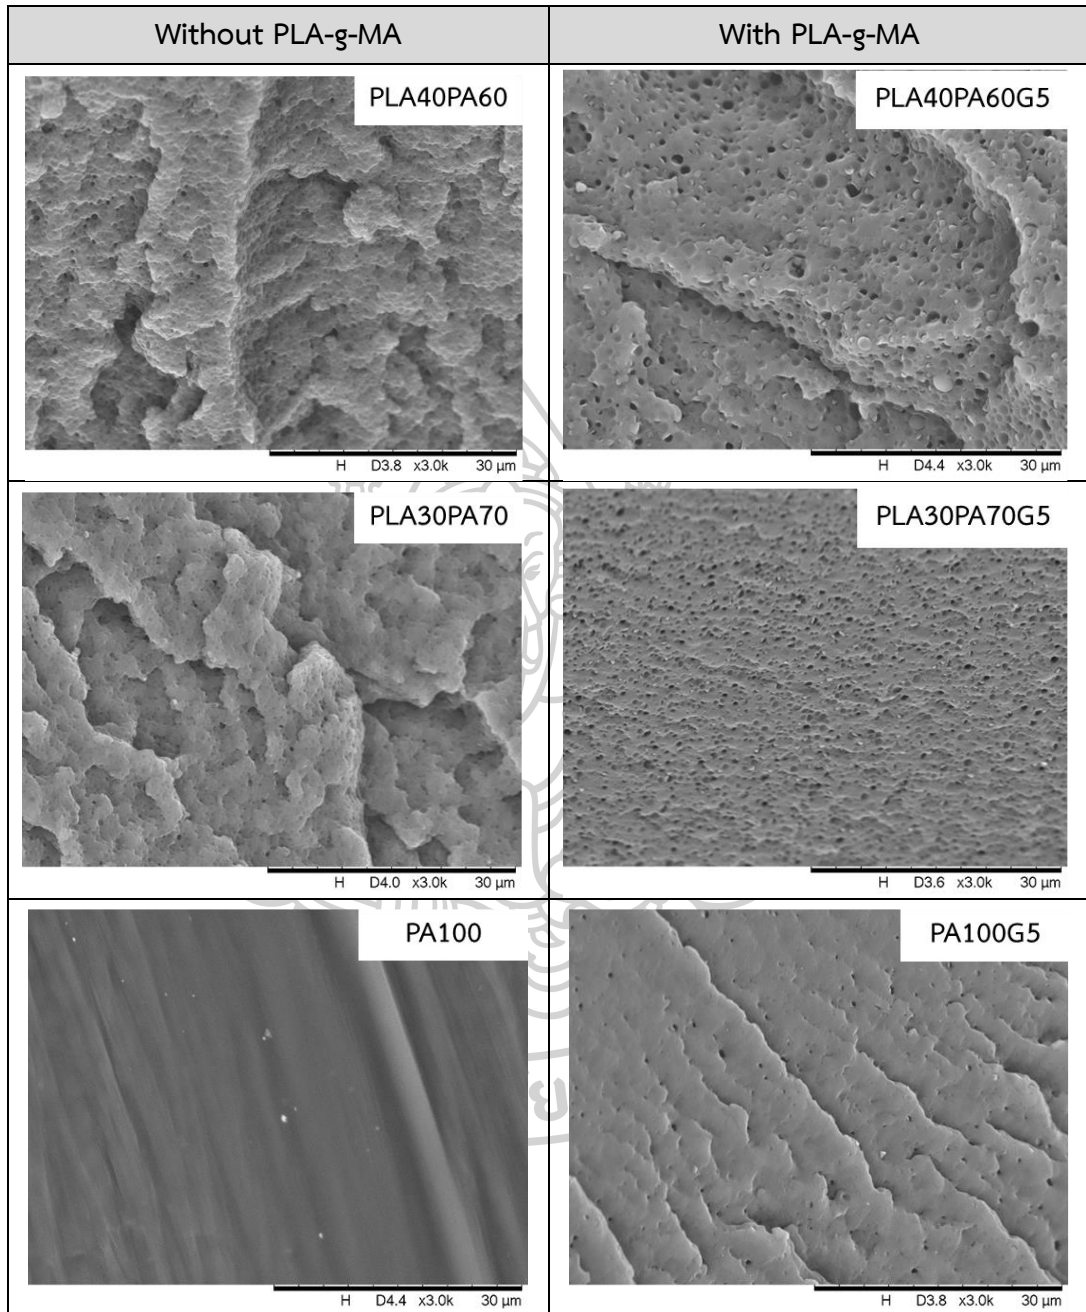 Without PLA-g-MA
With PLA-g-MA
PLA40PA60
PLA40PA60G5
H D3.8 x3.0k 30 µm
H D4.4 x3.0k 30 µm
PLA30PA70
PLA30PA70G5
H D4.0 x3.0k 30 µm
H D3.6 x3.0k 30 µm
PA100
PA100G5
H D4.4 x3.0k 30 µm
H D3.8 x3.0k 30 µm